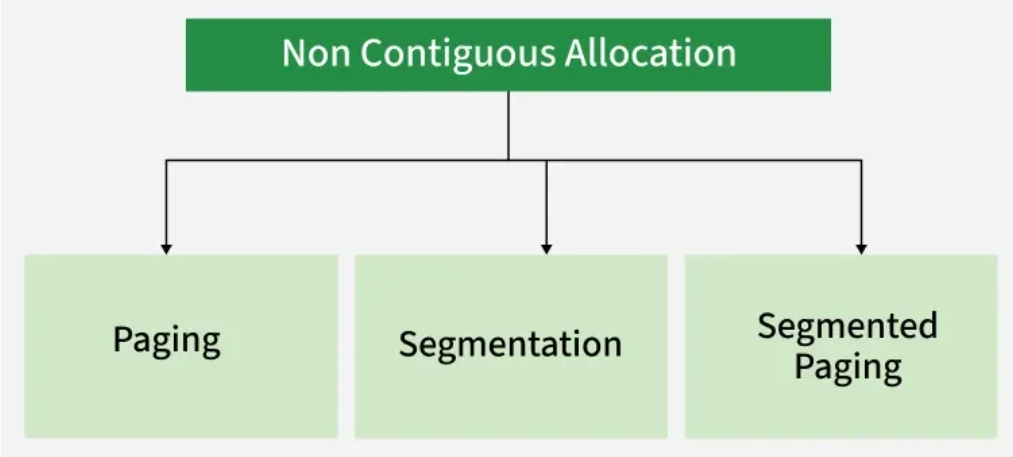 Non Contiguous Allocation
Paging
Segmentation
Segmented
Paging